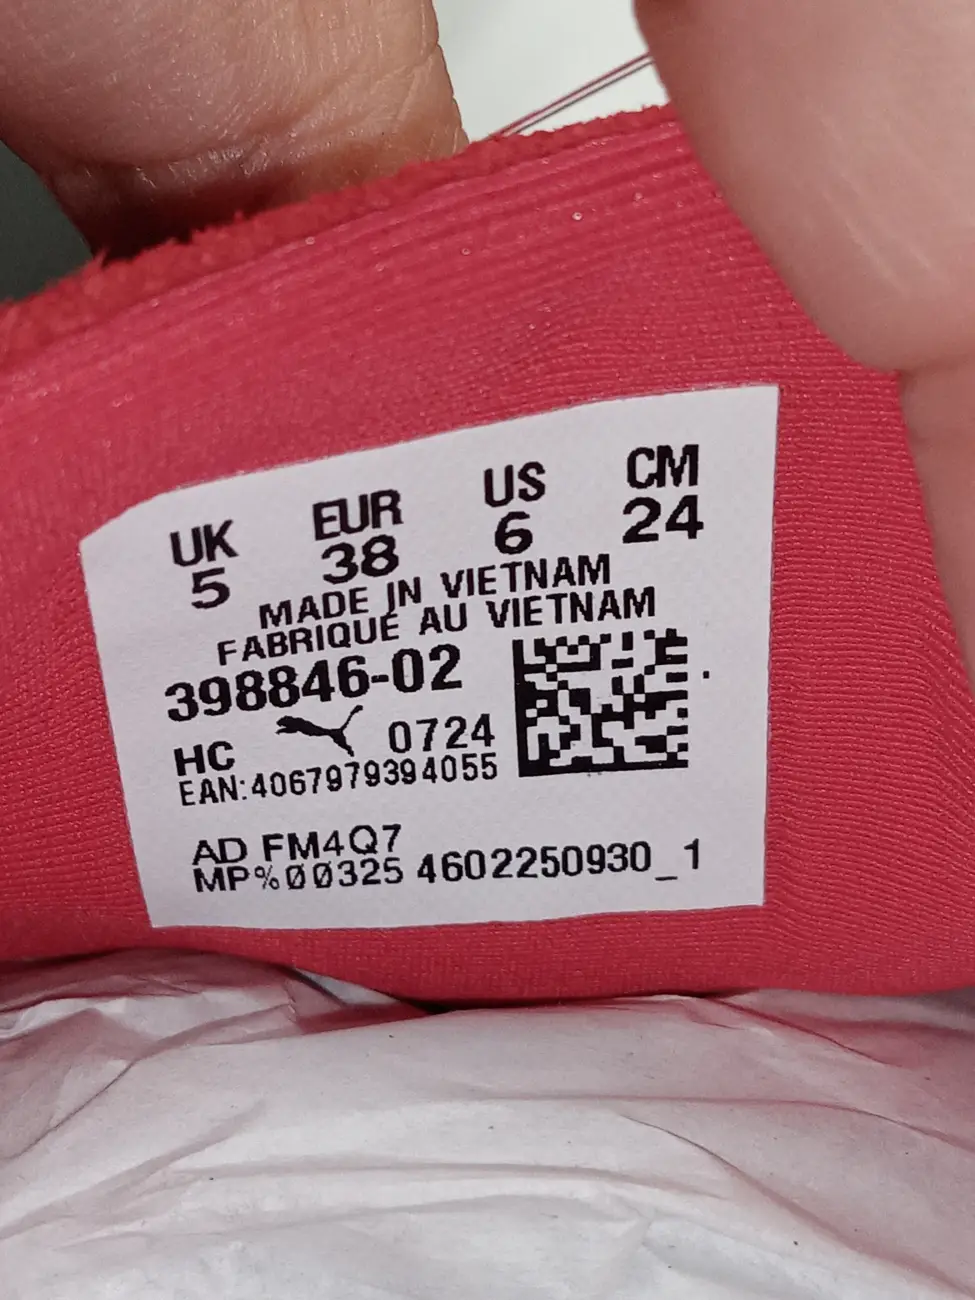 UK EUR US CM
5 38 6 24
MADE IN VIETNAM
FABRIQUÉ AU VIETNAM
398846-02
HC 0724
EAN:4067979394055
AD FM4Q7
MP%ØØ325 4602250930_1